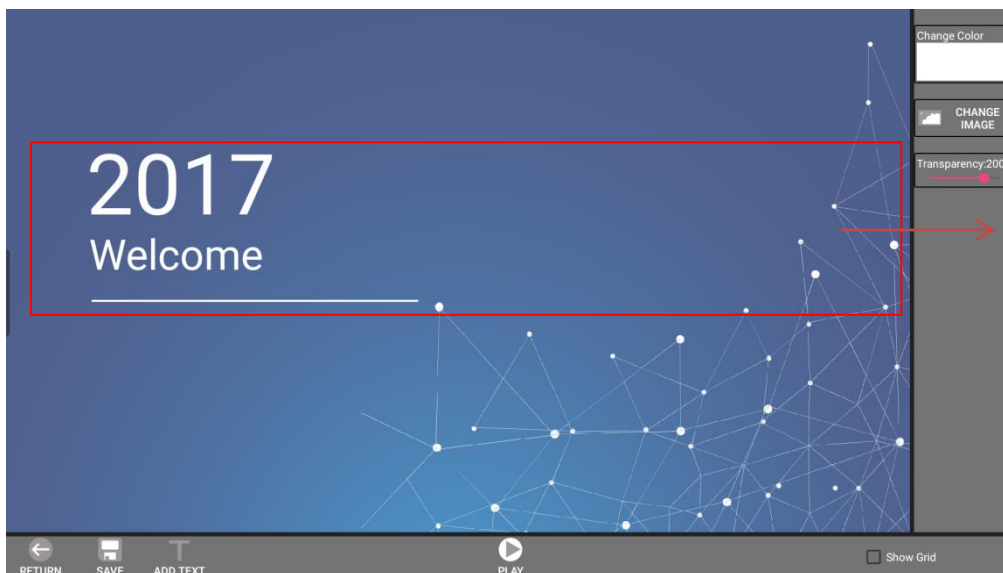 Change Color
CHANGE
IMAGE
Transparency:200
2017
Welcome
RETURN
SAVE
ADD TEXT
PLAY
Show Grid